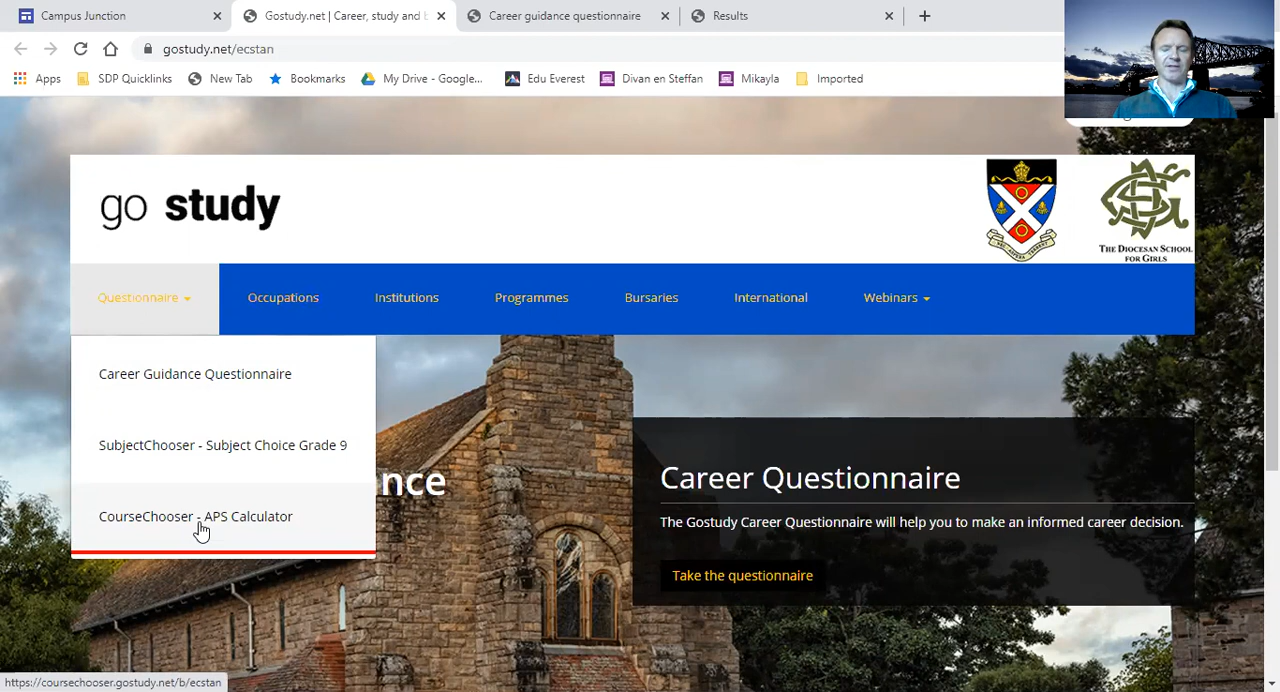 Campus Junction
Gostudy.net | Career, study and b
Career guidance questionnaire
Results
gostudy.net/ecstan
Apps
SDP Quicklinks
New Tab
Bookmarks
My Drive - Google...
Edu Everest
Divan en Steffan
Mikayla
Imported
go study
THE DIOCESAN SCHOOL
FOR GIRLS
Questionnaire
Occupations
Institutions
Programmes
Bursaries
International
Webinars
Career Guidance Questionnaire
SubjectChooser - Subject Choice Grade 9
CourseChooser - APS Calculator
nce
Career Questionnaire
The Gostudy Career Questionnaire will help you to make an informed career decision.
Take the questionnaire
https://coursechooser.gostudy.net/b/ecstan